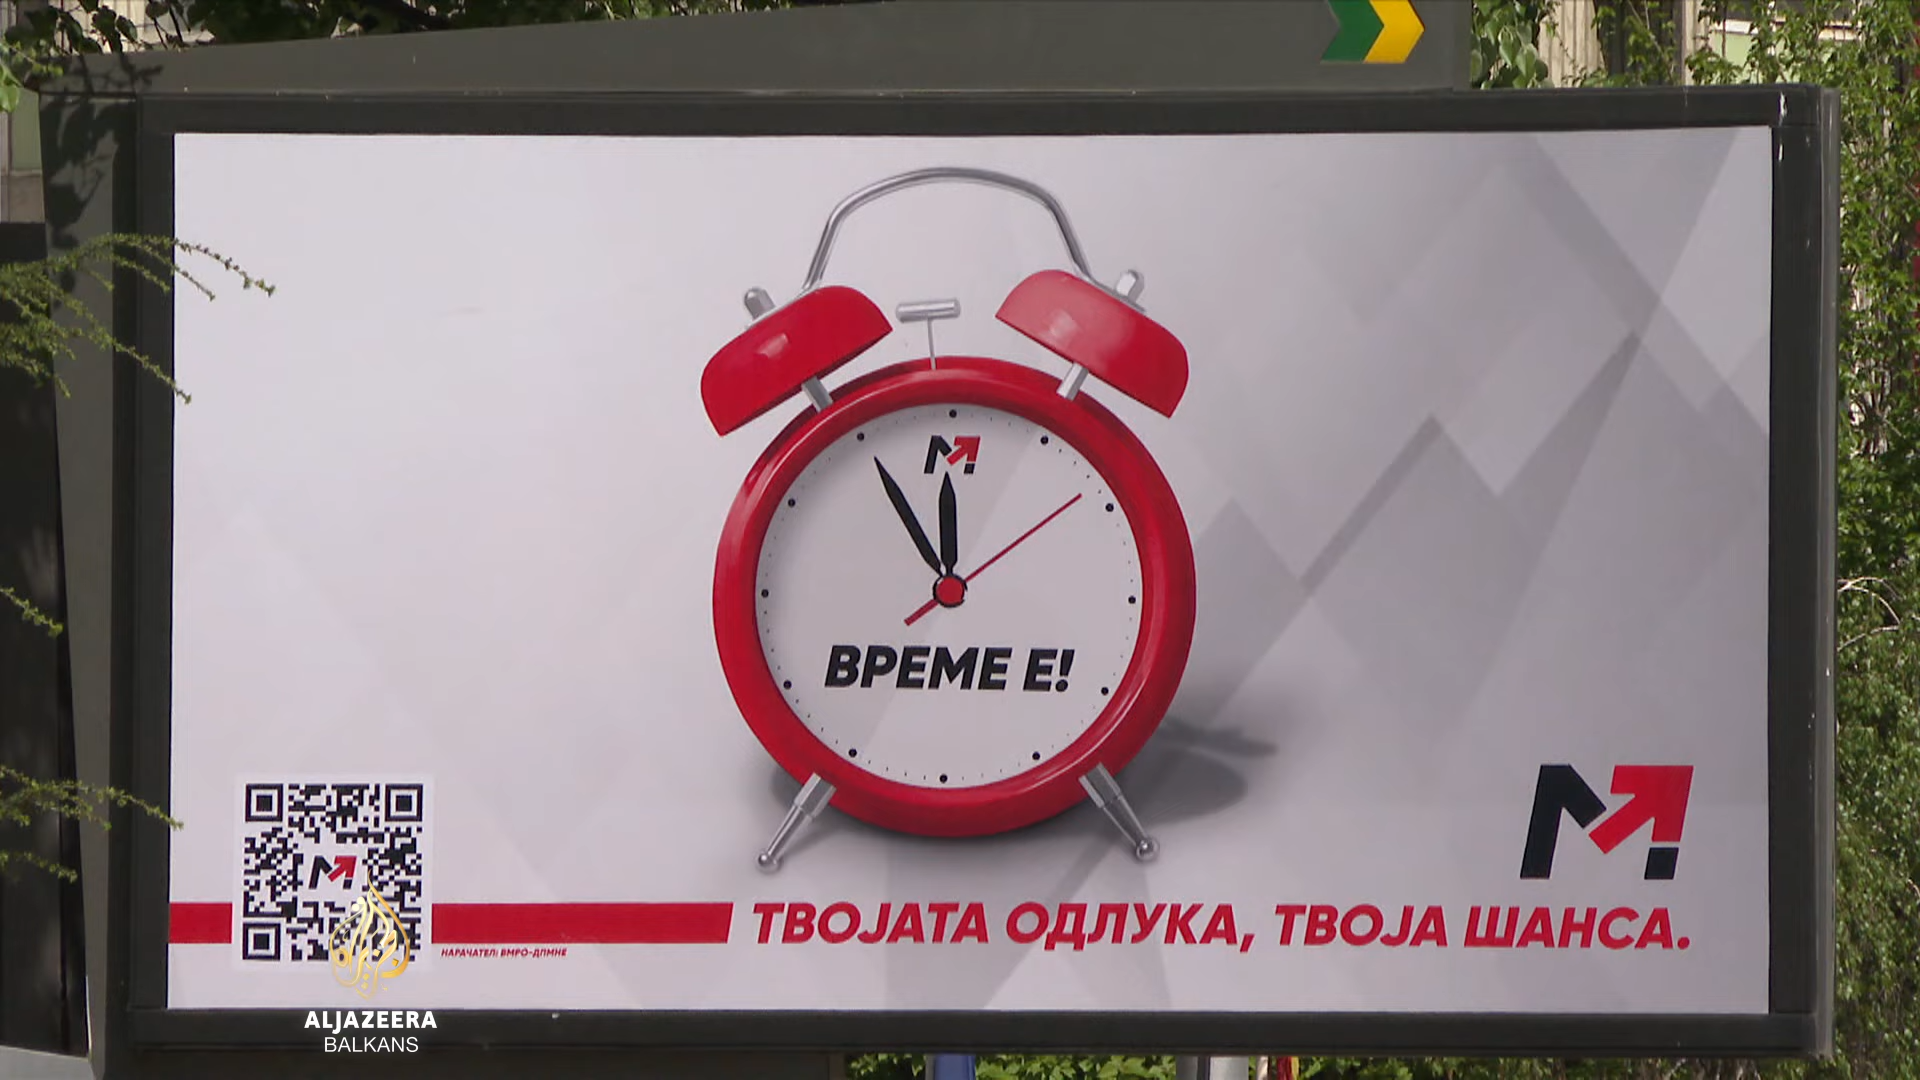 ВРЕМЕ Е!
ТВОЈАТА ОДЛУКА, ТВОЈА ШАНСА.
НАРАЧАТЕЛ: ВМРО-ДПМНЕ
ALJAZEERA
BALKANS